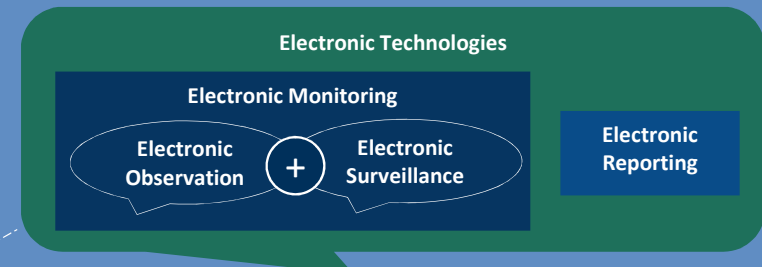 Electronic Technologies
Electronic Monitoring
Electronic
Observation
+
Electronic
Surveillance
Electronic
Reporting